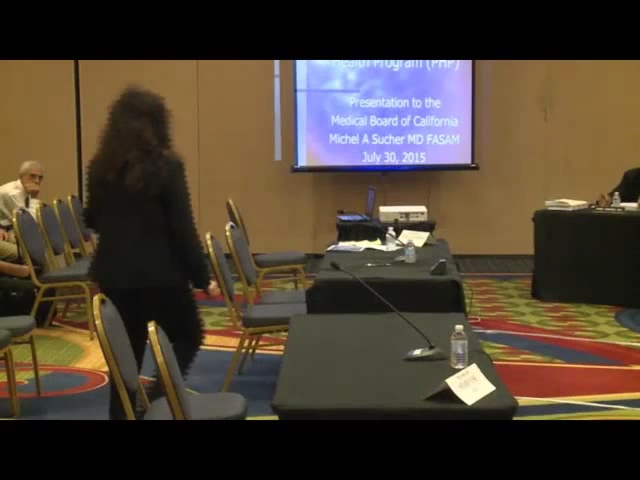 Health Program (PHP)
Presentation to the
Medical Board of California
Michel A Sucher MD FASAM
July 30, 2015